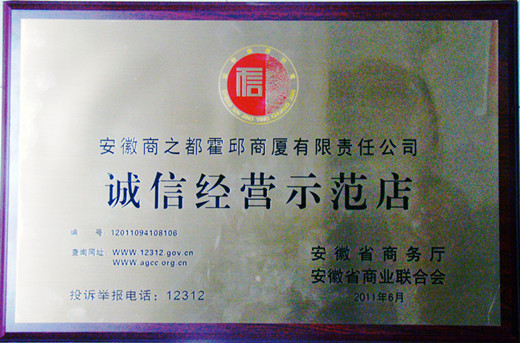 信
安徽商之都霍邱商厦有限责任公司
诚信经营示范店
编 号 12011094108106
查询网址: WWW.12312.gov.cn
WWW.agcc.org.cn
投诉举报电话: 12312
安徽省商务厅
安徽省商业联合会
2011年6月